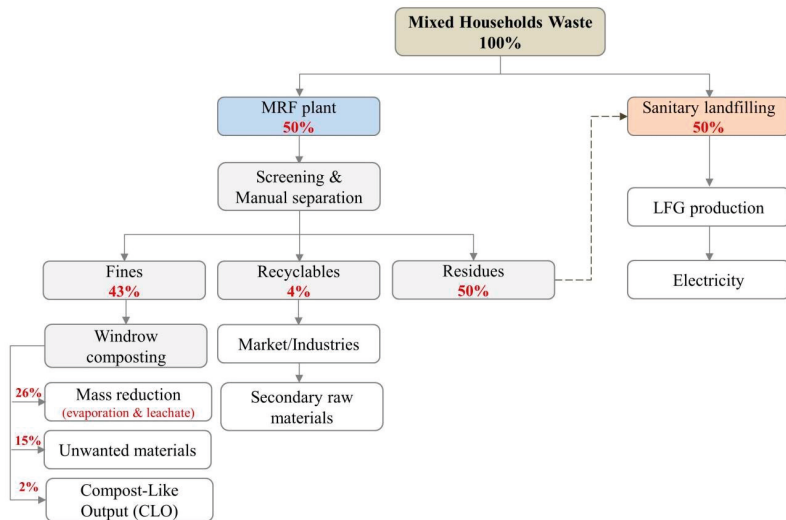 Mixed Households Waste
100%
MRF plant
50%
Sanitary landfilling
50%
Screening &
Manual separation
LFG production
Fines
43%
Recyclables
4%
Residues
50%
Electricity
Windrow
composting
Market/Industries
26%
Mass reduction
(evaporation & leachate)
Secondary raw
materials
15%
Unwanted materials
2%
Compost-Like
Output (CLO)